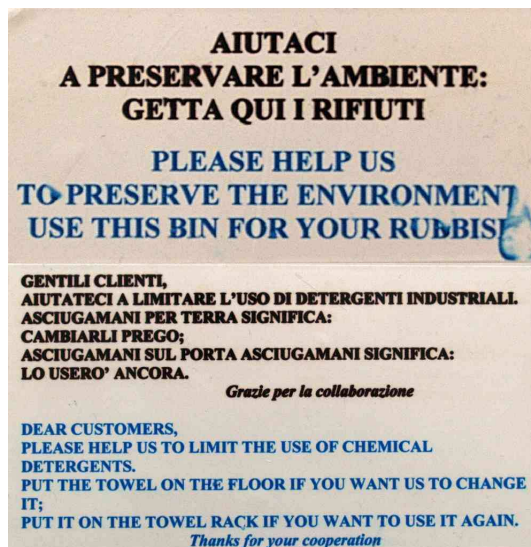 AIUTACI
A PRESERVARE L'AMBIENTE:
GETTA QUI I RIFIUTI
PLEASE HELP US
TO PRESERVE THE ENVIRONMENT
USE THIS BIN FOR YOUR RUBBISH
GENTILI CLIENTI,
AIUTATECI A LIMITARE L'USO DI DETERGENTI INDUSTRIALI.
ASCIUGAMANI PER TERRA SIGNIFICA:
CAMBIARLI PREGO;
ASCIUGAMANI SUL PORTA ASCIUGAMANI SIGNIFICA:
LO USERO' ANCORA.
Grazie per la collaborazione
DEAR CUSTOMERS,
PLEASE HELP US TO LIMIT THE USE OF CHEMICAL
DETERGENTS.
PUT THE TOWEL ON THE FLOOR IF YOU WANT US TO CHANGE
IT;
PUT IT ON THE TOWEL RACK IF YOU WANT TO USE IT AGAIN.
Thanks for your cooperation